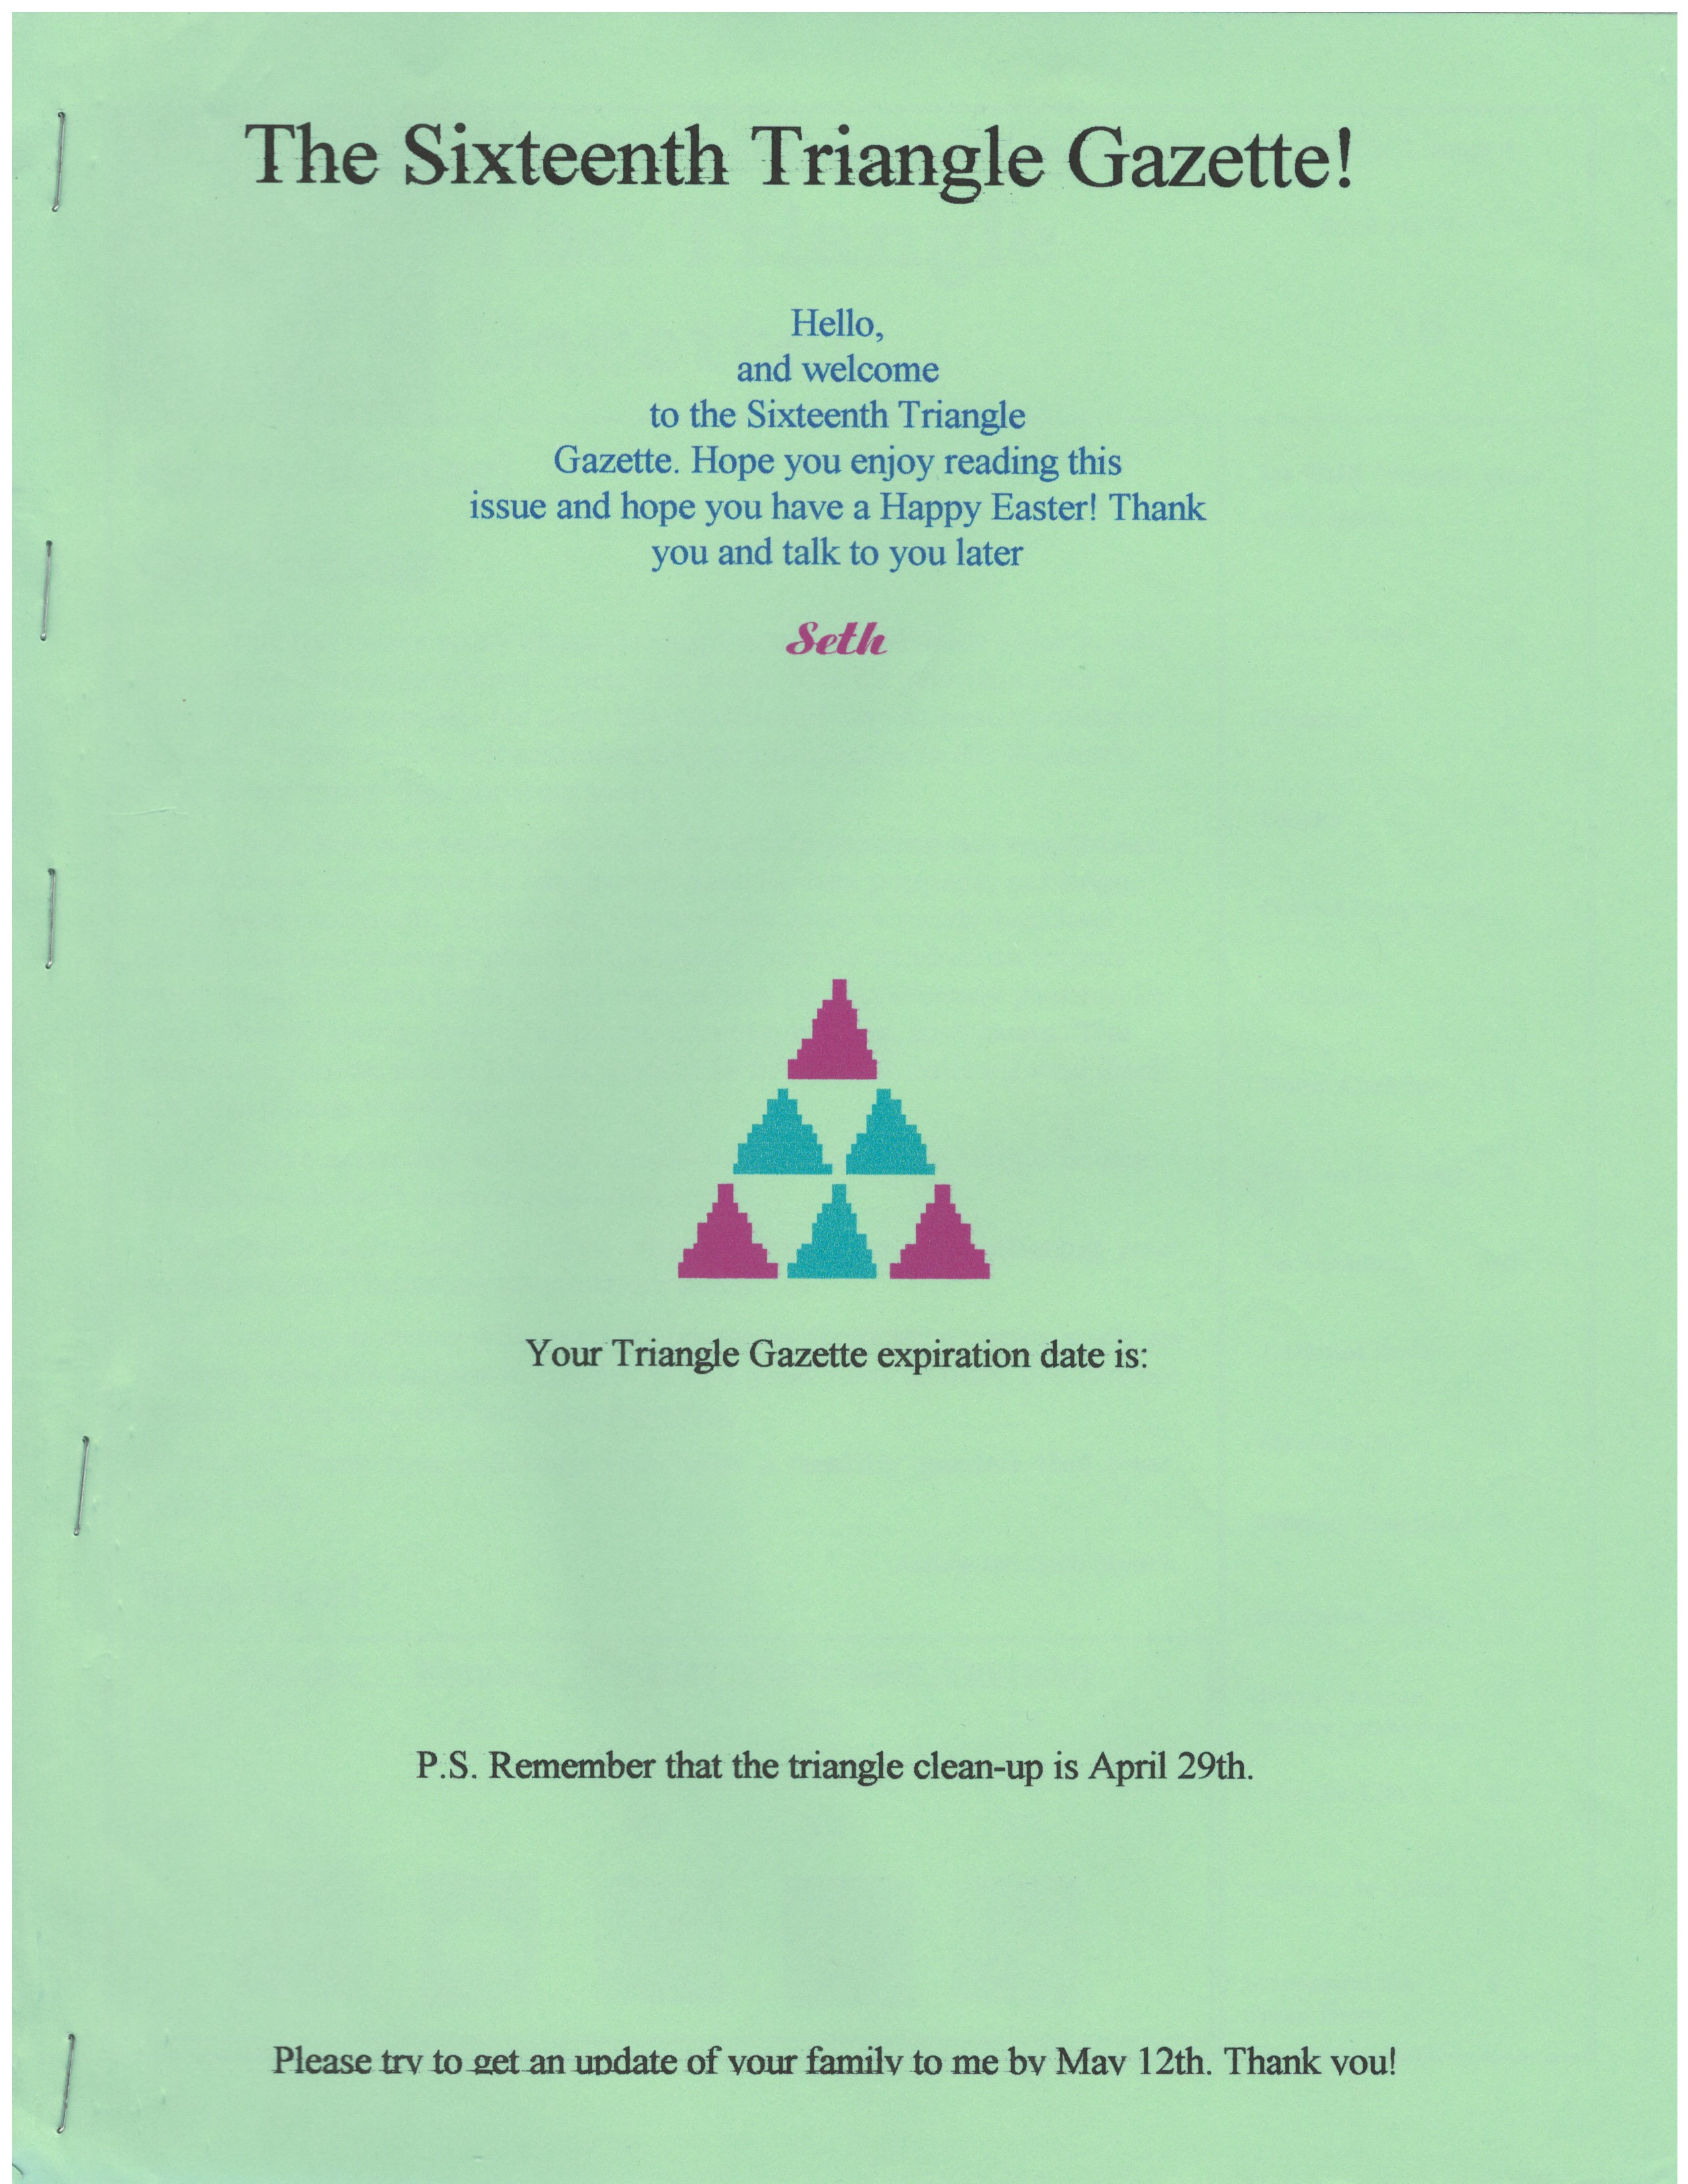 The Sixteenth Triangle Gazette!
Hello,
and welcome
to the Sixteenth Triangle
Gazette. Hope you enjoy reading this
issue and hope you have a Happy Easter! Thank
you and talk to you later
Seth
Your Triangle Gazette expiration date is:
P.S. Remember that the triangle clean-up is April 29th.
Please try to get an update of your family to me by May 12th. Thank you!